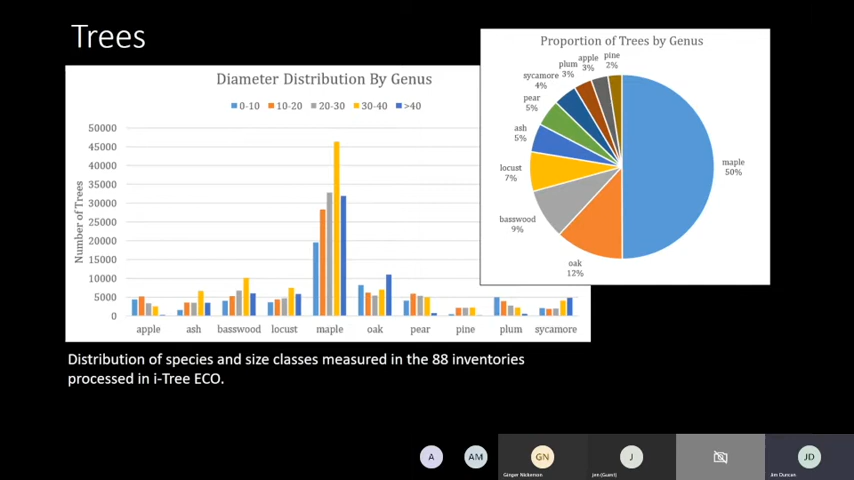 Trees
Diameter Distribution By Genus
0-10 10-20 20-30 30-40 >40
Number of Trees
50000
45000
40000
35000
30000
25000
20000
15000
10000
5000
0
apple ash basswood locust maple oak pear pine plum sycamore
Proportion of Trees by Genus
pine
2%
apple
3%
plum
3%
sycamore
4%
pear
5%
ash
5%
locust
7%
basswood
9%
oak
12%
maple
50%
Distribution of species and size classes measured in the 88 inventories
processed in i-Tree ECO.
A AM GN J JD
Ginger Nickerson jen (Guest) Jim Duncan